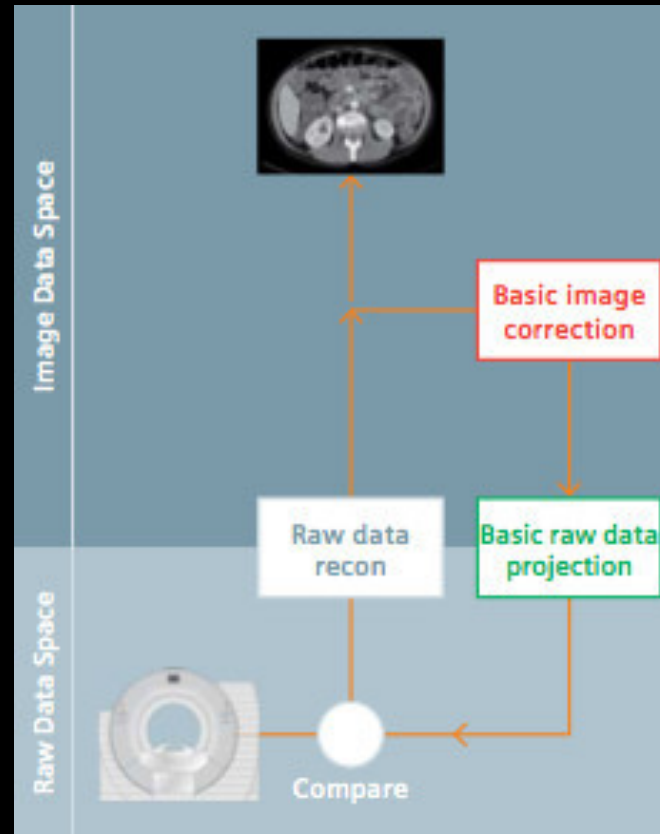 Image Data Space
Basic image
correction
Raw data
recon
Basic raw data
projection
Raw Data Space
Compare